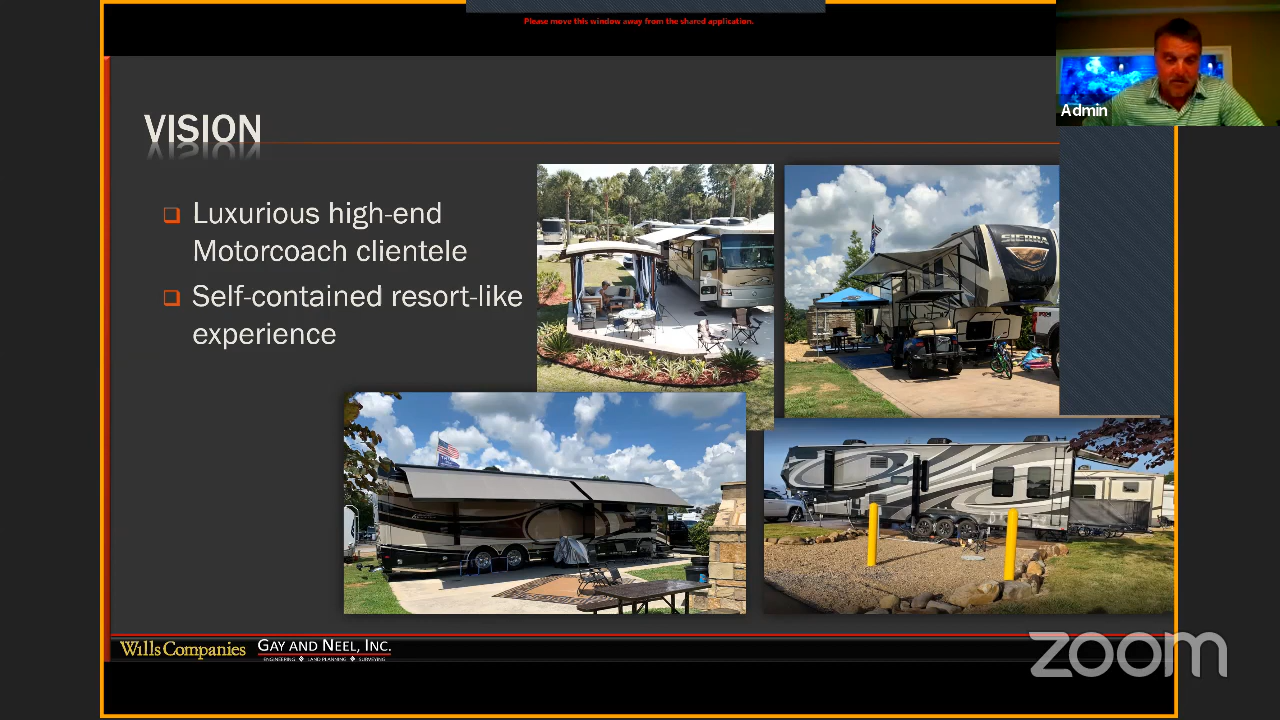 Please move this window away from the shared application.
Admin
VISION
Luxurious high-end
Motorcoach clientele
Self-contained resort-like
experience
SIERRA
Wills Companies
GAY AND NEEL, INC.
ENGINEERING ❖ LAND PLANNING ❖ SURVEYING
zoom